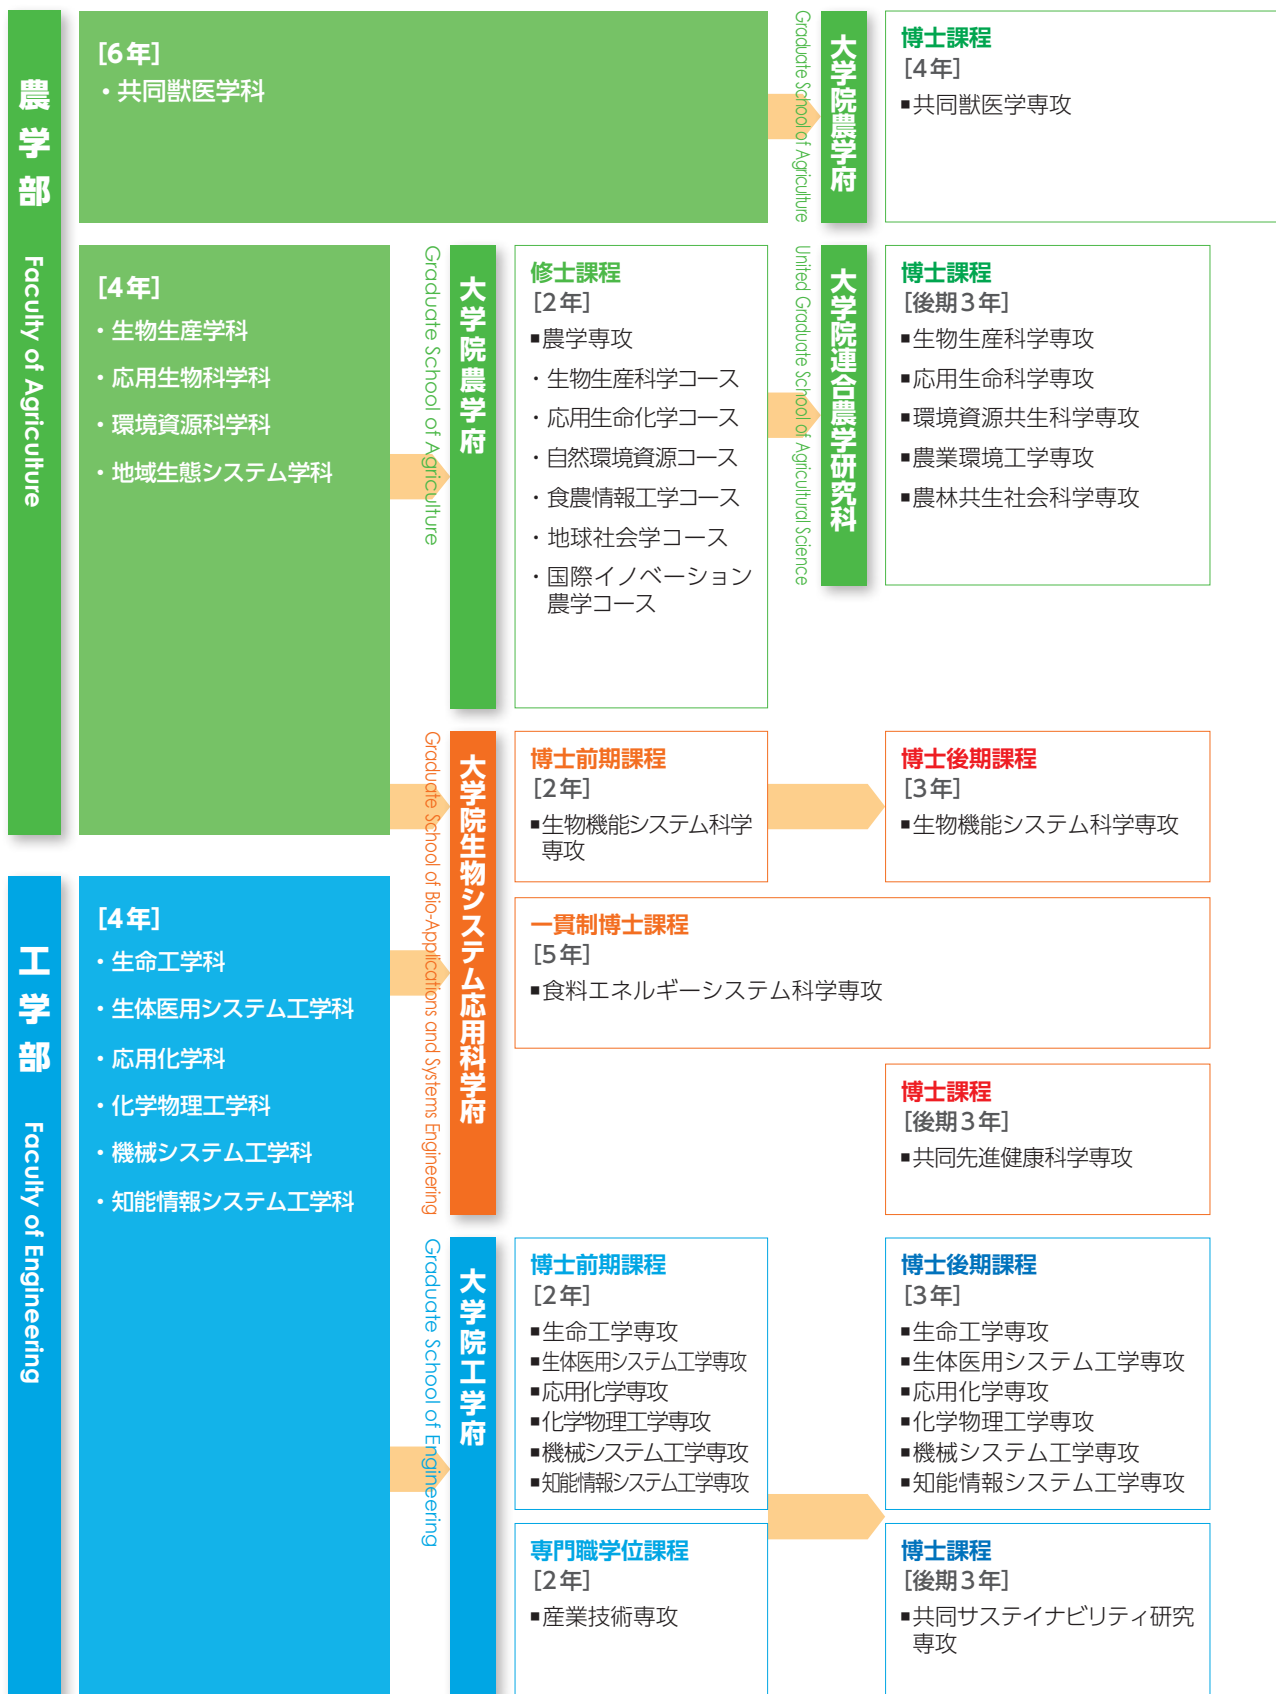 農学部 Faculty of Agriculture
[6年]
・共同獣医学科
Graduate School of Agriculture
大学院農学府
博士課程
[4年]
■共同獣医学専攻
[4年]
・生物生産学科
・応用生物科学科
・環境資源科学科
・地域生態システム学科
Graduate School of Agriculture
大学院農学府
修士課程
[2年]
■農学専攻
・生物生産科学コース
・応用生命化学コース
・自然環境資源コース
・食農情報工学コース
・地球社会学コース
・国際イノベーション
農学コース
United Graduate School of Agricultural Science
大学院連合農学研究科
博士課程
[後期3年]
■生物生産科学専攻
■応用生命科学専攻
■環境資源共生科学専攻
■農業環境工学専攻
■農林共生社会科学専攻
Graduate School of Bio-Applications and Systems Engineering
大学院生物システム応用科学府
博士前期課程
[2年]
■生物機能システム科学
専攻
博士後期課程
[3年]
■生物機能システム科学専攻
一貫制博士課程
[5年]
■食料エネルギーシステム科学専攻
博士課程
[後期3年]
■共同先進健康科学専攻
工学部 Faculty of Engineering
[4年]
・生命工学科
・生体医用システム工学科
・応用化学科
・化学物理工学科
・機械システム工学科
・知能情報システム工学科
Graduate School of Engineering
大学院工学府
博士前期課程
[2年]
■生命工学専攻
■生体医用システム工学専攻
■応用化学専攻
■化学物理工学専攻
■機械システム工学専攻
■知能情報システム工学専攻
博士後期課程
[3年]
■生命工学専攻
■生体医用システム工学専攻
■応用化学専攻
■化学物理工学専攻
■機械システム工学専攻
■知能情報システム工学専攻
専門職学位課程
[2年]
■産業技術専攻
博士課程
[後期3年]
■共同サステイナビリティ研究
専攻